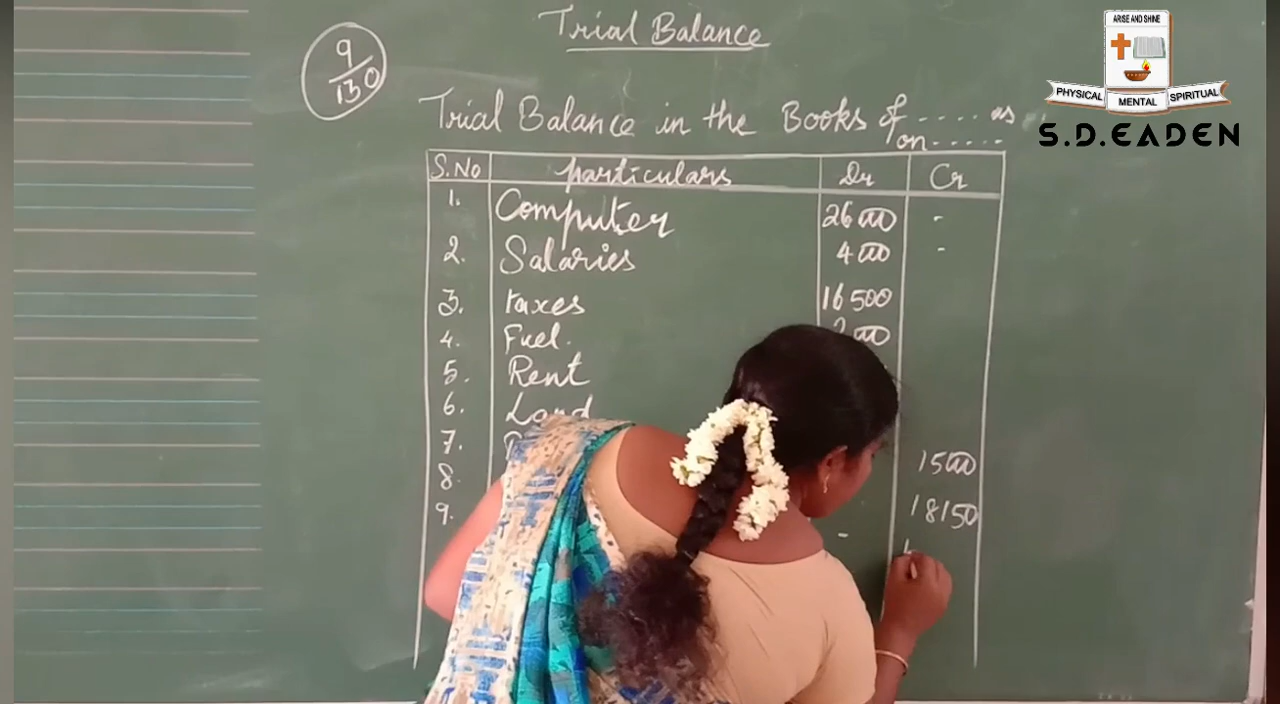 Trial Balance
9/130
Trial Balance in the Books of ..... as
on .....
S.No particulars Dr Cr
1. Computer 26000 -
2. Salaries 4000 -
3. taxes 16500
4. Fuel.
5. Rent
6. Land
7.
8. 15000
9. 18150
-
ARISE AND SHINE
PHYSICAL MENTAL SPIRITUAL
S.D.EADEN